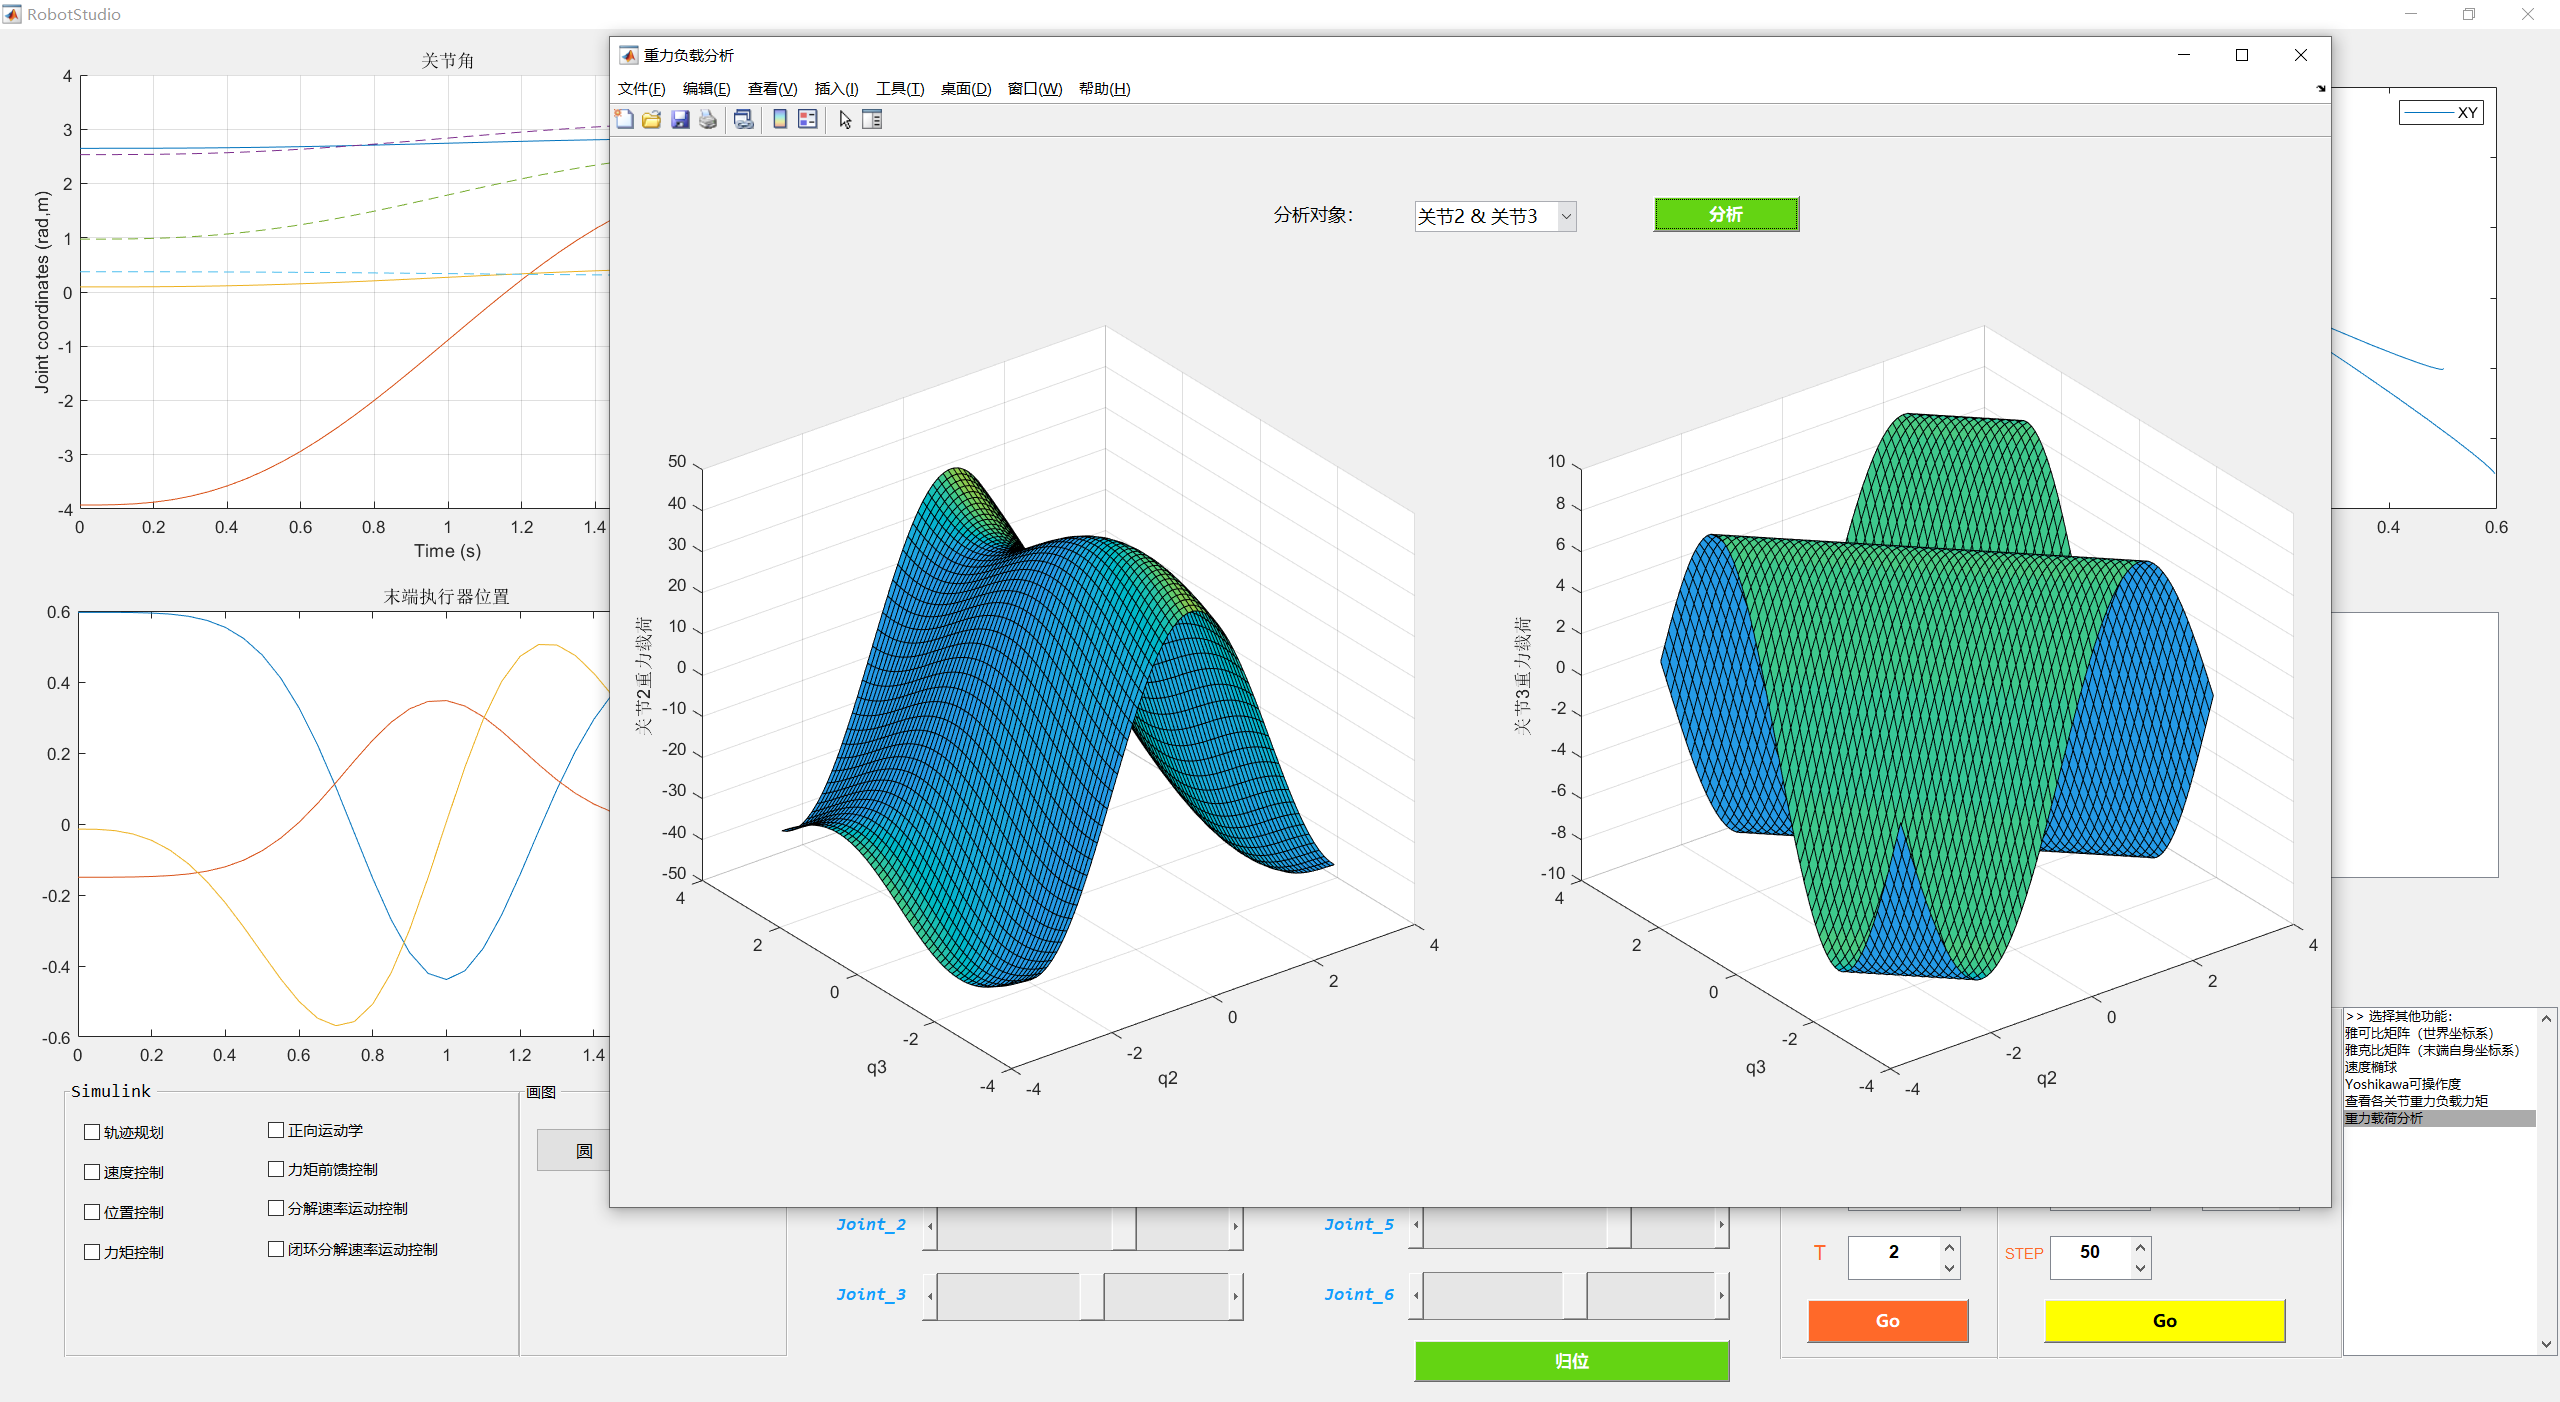 RobotStudio
关节角
4
3
2
1
0
-1
-2
-3
-4
Joint coordinates (rad,m)
0 0.2 0.4 0.6 0.8 1 1.2 1.4
Time (s)
末端执行器位置
0.6
0.4
0.2
0
-0.2
-0.4
-0.6
0 0.2 0.4 0.6 0.8 1 1.2 1.4
重力负载分析
文件(F) 编辑(E) 查看(V) 插入(I) 工具(T) 桌面(D) 窗口(W) 帮助(H)
分析对象: 关节2 & 关节3 分析
50
40
30
20
10
0
-10
-20
-30
-40
-50
关节2重力载荷
4
2
0
-2
-4
q3
-4
-2
0
2
4
q2
10
8
6
4
2
0
-2
-4
-6
-8
-10
关节3重力载荷
4
2
0
-2
-4
q3
-4
-2
0
2
4
q2
XY
0.4 0.6
Simulink
轨迹规划
速度控制
位置控制
力矩控制
正向运动学
力矩前馈控制
分解速率运动控制
闭环分解速率运动控制
画图
圆
Joint_2
Joint_3
Joint_5
Joint_6
归位
T 2
Go
STEP 50
Go
>> 选择其他功能:
雅可比矩阵（世界坐标系）
雅克比矩阵（末端自身坐标系）
速度椭球
Yoshikawa可操作度
查看各关节重力负载力矩
重力载荷分析